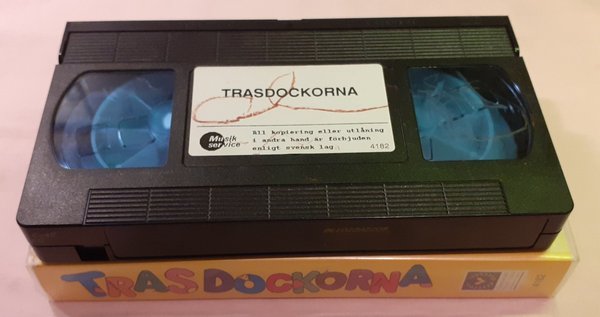 TRASDOCKORNA
Musik
service
All kopiering eller utlåning
i andra hand är förbjuden
enligt svensk lag.
4182
TRASDOCKORNA